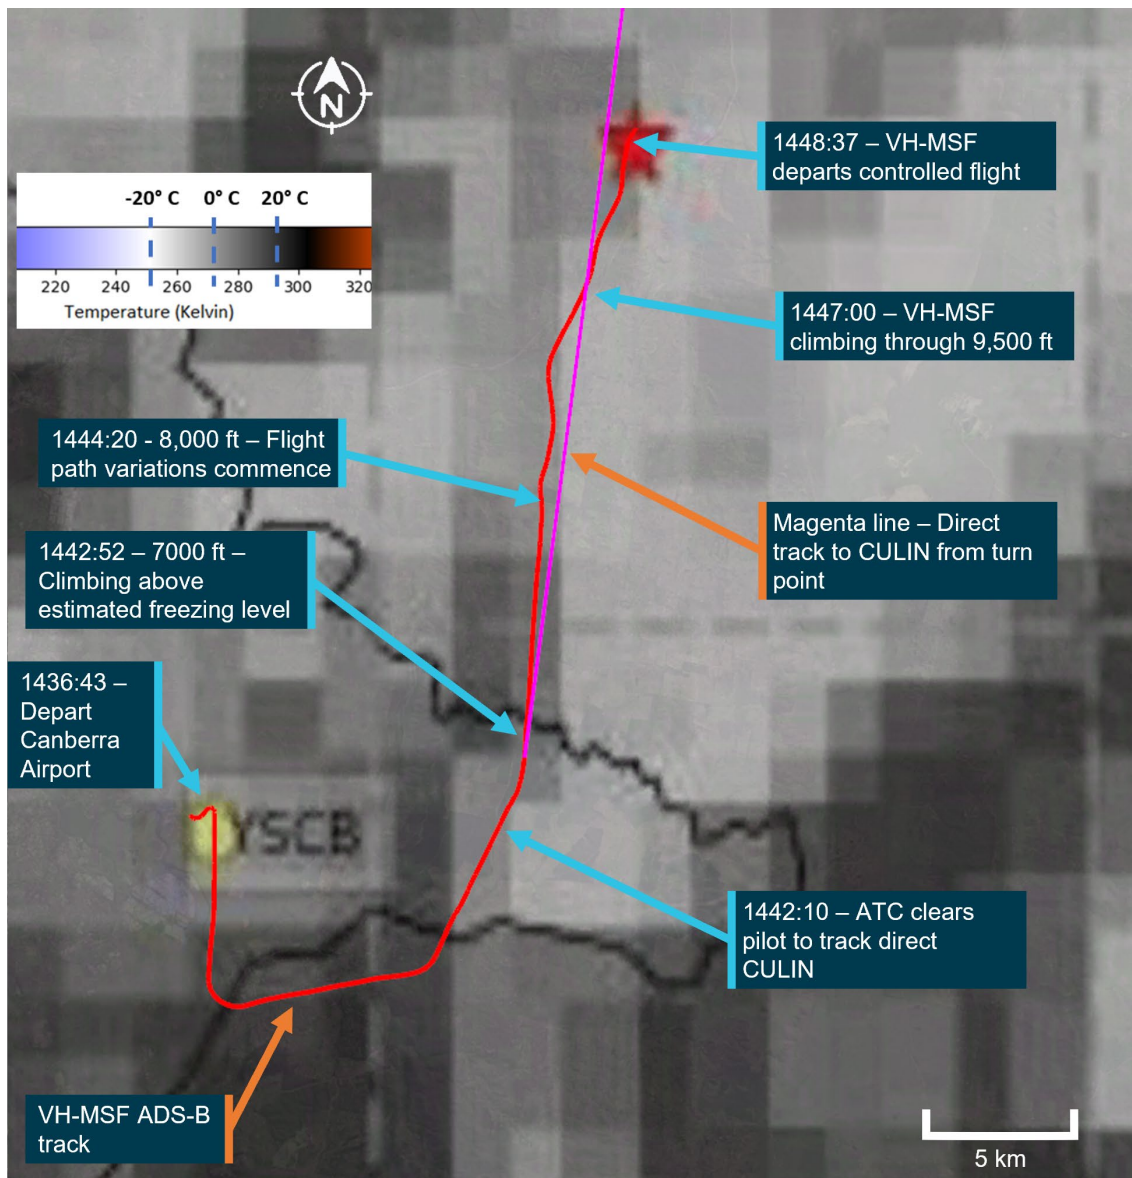 N
1448:37 – VH-MSF
departs controlled flight
-20° C 0° C 20° C
220 240 260 280 300 320
Temperature (Kelvin)
1447:00 – VH-MSF
climbing through 9,500 ft
1444:20 - 8,000 ft – Flight
path variations commence
Magenta line – Direct
track to CULIN from turn
point
1442:52 – 7000 ft –
Climbing above
estimated freezing level
1436:43 –
Depart
Canberra
Airport
YSCB
1442:10 – ATC clears
pilot to track direct
CULIN
VH-MSF ADS-B
track
5 km